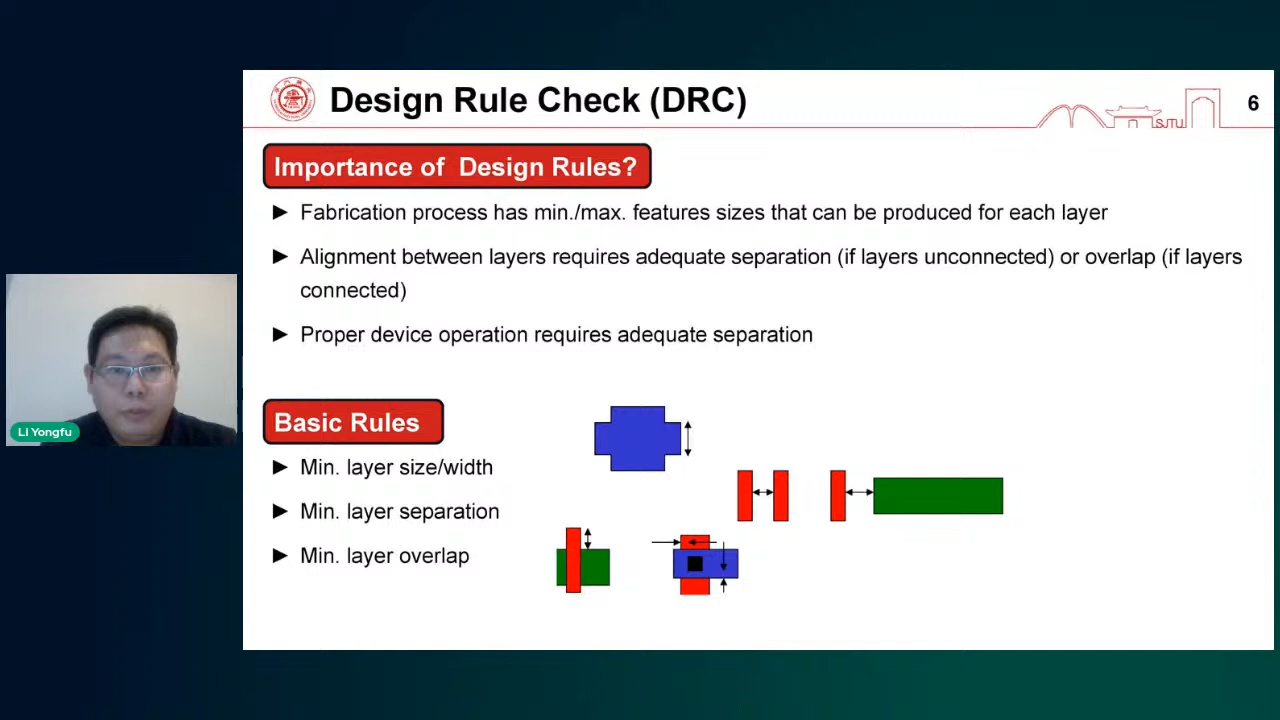 Design Rule Check (DRC)
SJTU
6
Importance of Design Rules?
Fabrication process has min./max. features sizes that can be produced for each layer
Alignment between layers requires adequate separation (if layers unconnected) or overlap (if layers
connected)
Proper device operation requires adequate separation
Li Yongfu
Basic Rules
Min. layer size/width
Min. layer separation
Min. layer overlap